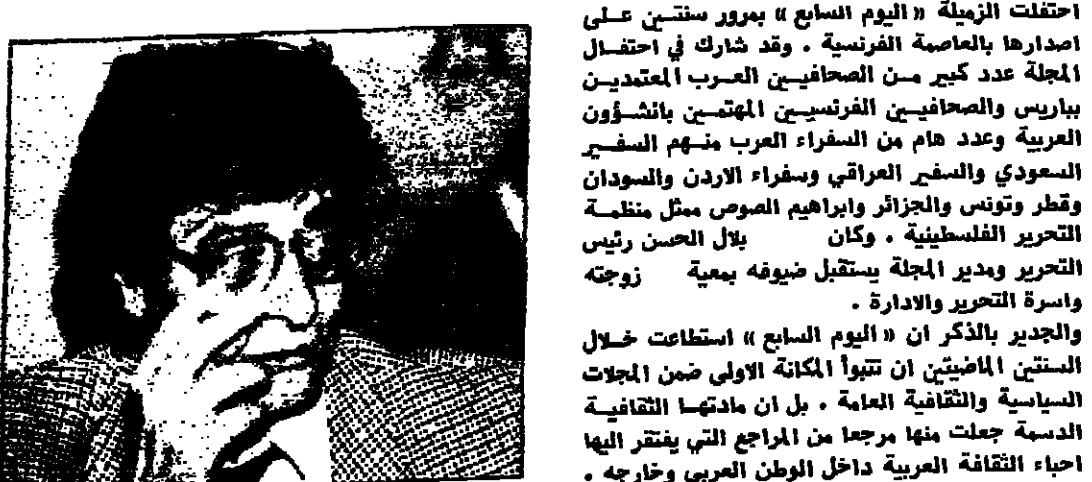 احتفلت الزميلة « اليوم السابع » بمرور سنتين على
اصدارها بالعاصمة الفرنسية . وقد شارك في احتفال
المجلة عدد كبير من الصحافيين العرب المعتمدين
بباريس والصحافيين الفرنسيين المهتمين بانشؤون
العربية وعدد هام من السفراء العرب منهم السفير
السعودي والسفير العراقي وسفراء الاردن والسودان
وقطر وتونس والجزائر وابراهيم الصوص ممثل منظمة
التحرير الفلسطينية . وكان بلال الحسن رئيس
التحرير ومدير المجلة يستقبل ضيوفه بمعية زوجته
واسرة التحرير والادارة .
والجدير بالذكر ان « اليوم السابع » استطاعت خلال
السنتين الماضيتين ان تتبوأ المكانة الاولى ضمن المجلات
السياسية والثقافية العامة . بل ان مادتها الثقافية
الدسمة جعلت منها مرجعا من المراجع التي يفتقر اليها
احباء الثقافة العربية داخل الوطن العربي وخارجه .